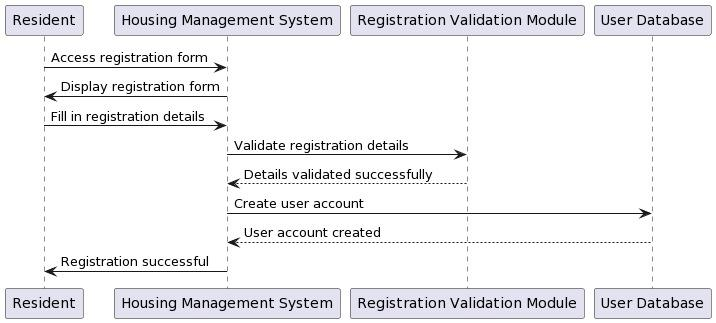 Resident
Housing Management System
Registration Validation Module
User Database
Access registration form
Display registration form
Fill in registration details
Validate registration details
Details validated successfully
Create user account
User account created
Registration successful
Resident
Housing Management System
Registration Validation Module
User Database